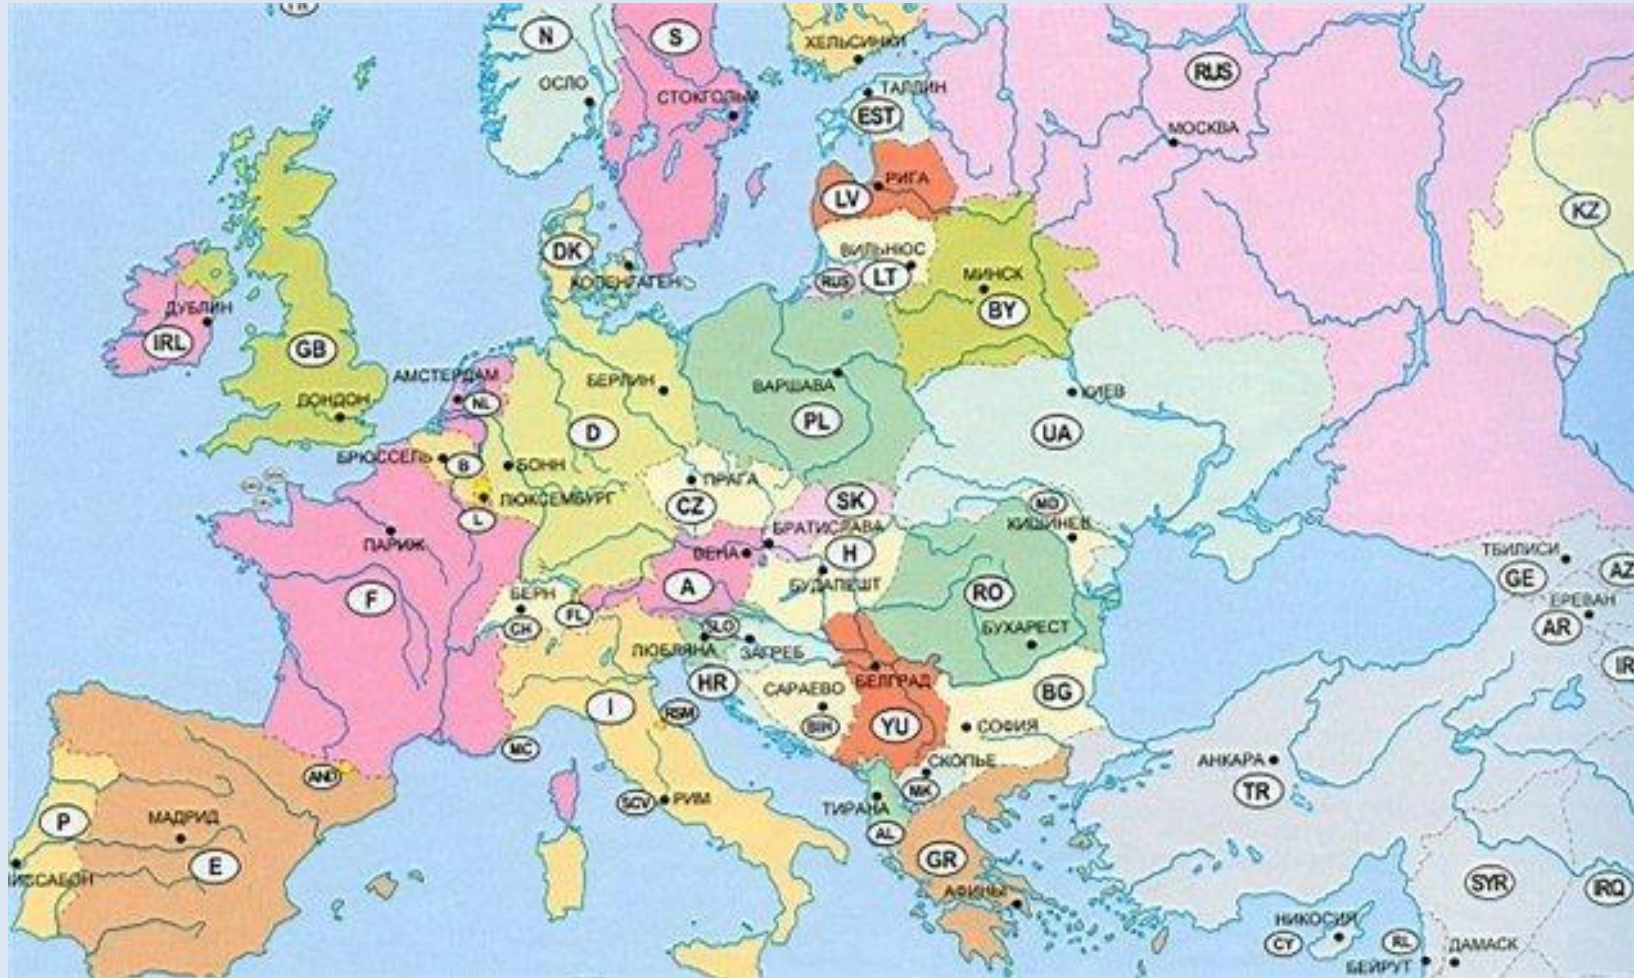 N
S
ХЕЛЬСИНКИ
RUS
ОСЛО
СТОКГОЛЬМ
ТАЛЛИН
EST
МОСКВА
LV
РИГА
KZ
DK
ВИЛЬНЮС
КОПЕНГАГЕН
RUS
LT
МИНСК
BY
ДУБЛИН
IRL
GB
АМСТЕРДАМ
NL
БЕРЛИН
ВАРШАВА
КИЕВ
ЛОНДОН
D
PL
UA
БРЮССЕЛЬ
B
БОНН
ПРАГА
ЛЮКСЕМБУРГ
CZ
SK
MD
L
БРАТИСЛАВА
КИШИНЕВ
ПАРИЖ
ВЕНА
H
ТБИЛИСИ
БУДАПЕШТ
GE
AZ
F
БЕРН
A
RO
ЕРЕВАН
FL
CH
SLO
БУХАРЕСТ
AR
ЛЮБЛЯНА
ЗАГРЕБ
IR
HR
САРАЕВО
БЕЛГРАД
BG
I
RSM
BIH
YU
СОФИЯ
MC
СКОПЬЕ
АНКАРА
AND
MK
TR
SCV
РИМ
ТИРАНА
P
МАДРИД
AL
E
GR
ИССАБОН
АФИНЫ
SYR
IRQ
НИКОСИЯ
CY
RL
ДАМАСК
БЕЙРУТ